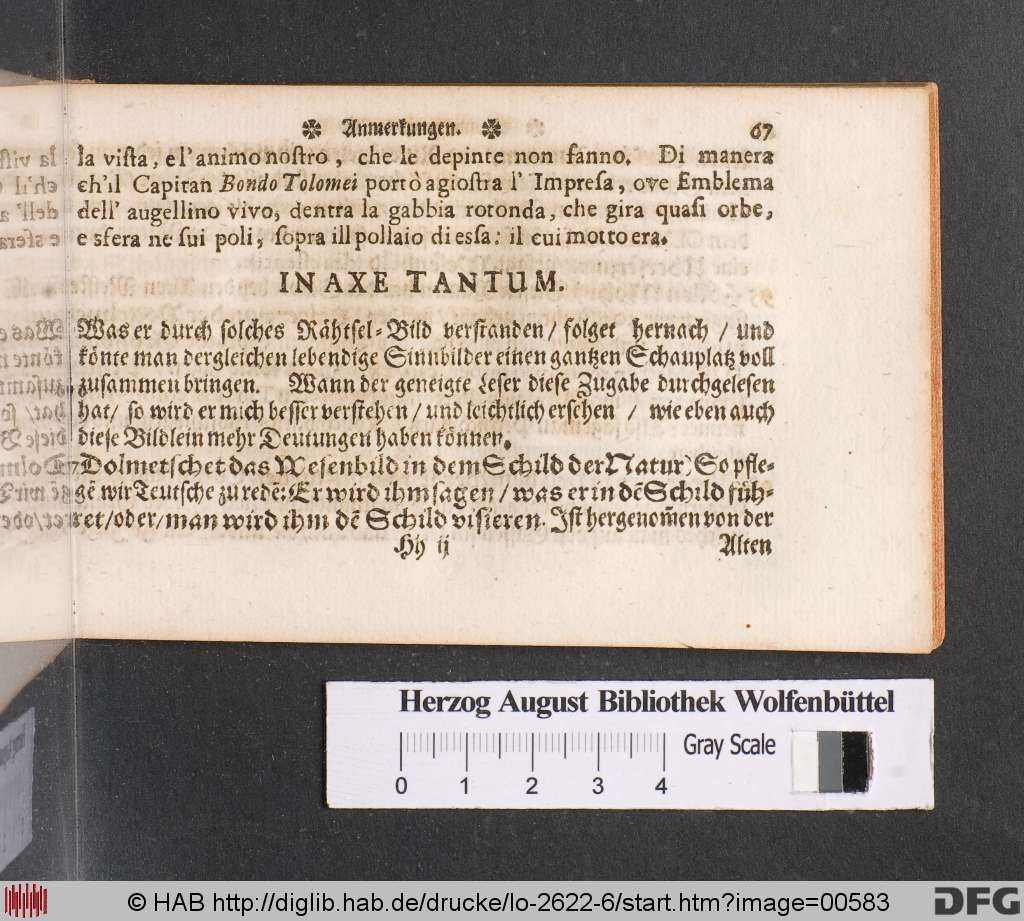 ❉ Anmerkungen. ❉ 67
la viſta, e l'animo noſtro, che le depinte non fanno. Di manera
ch'il Capitan Bondo Tolomei portò agioſtra l' Impreſa, ove Emblema
dell' augellino vivo, dentra la gabbia rotonda, che gira quaſi orbe,
e sfera ne ſui poli, ſopra ill pollaio di eſſa: il cui motto era.
IN AXE TANTUM.
Was er durch ſolches Rähtſel-Bild verſtanden / folget hernach / und
könte man dergleichen lebendige Sinnbilder einen gantzen Schauplatz voll
zuſammen bringen. Wann der geneigte Leſer dieſe Zugabe durchgeleſen
hat / ſo wird er mich beſſer verſtehen / und leichtlich erſehen / wie eben auch
dieſe Bildlein mehr Deutungen haben können.
Dolmetſchet das Weſenbild in dem Schild der Natur) So pfle-
gē wir Teutſche zu redē: Er wird ihm ſagen / was er in dē Schild füh-
ret / oder / man wird ihm dē Schild viſieren. Iſt hergenom̃en von der
Hh ij Alten
Herzog August Bibliothek Wolfenbüttel
Gray Scale
0 1 2 3 4
© HAB http://diglib.hab.de/drucke/lo-2622-6/start.htm?image=00583
DFG